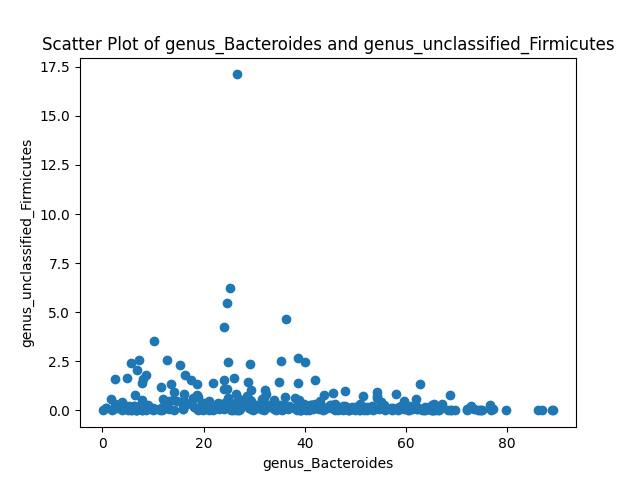 Scatter Plot of genus_Bacteroides and genus_unclassified_Firmicutes
17.5
15.0
12.5
10.0
7.5
5.0
2.5
0.0
genus_unclassified_Firmicutes
0 20 40 60 80
genus_Bacteroides